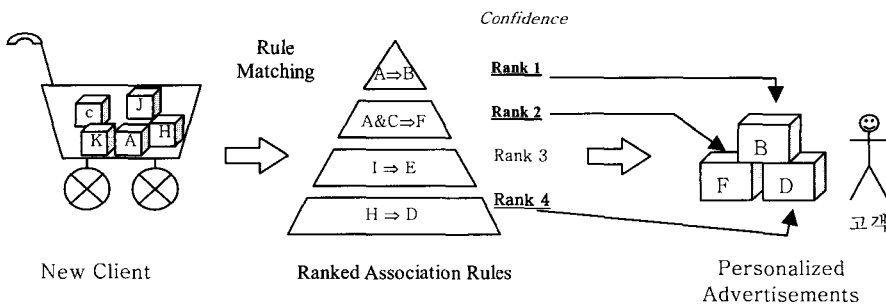 Confidence
Rule
Matching
c
J
K
A
H
A⇒B
A&C⇒F
I⇒E
H⇒D
Rank 1
Rank 2
Rank 3
Rank 4
B
F
D
고객
New Client
Ranked Association Rules
Personalized
Advertisements